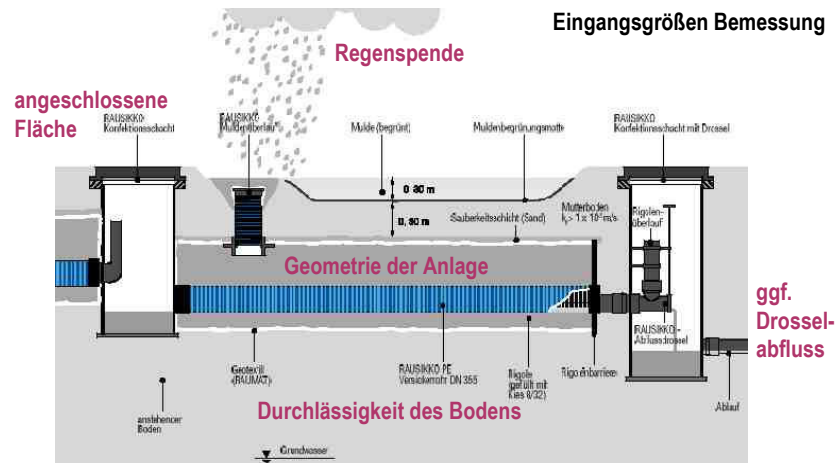 Eingangsgrößen Bemessung
Regenspende
angeschlossene
Fläche
RAUSIKKO
Konfektionsschacht
RAUSIKKO
Muldenüberlauf
Mulde (begrünt)
Muldenbegrünungsmatte
RAUSIKKO
Konfektionsschacht mit Drossel
0,30 m
0,30 m
Sauberkeitsschicht (Sand)
Mutterboden
Rigolen-
überlauf
Geometrie der Anlage
ggf.
Drossel-
abfluss
Geotextil
(RAUMAT)
RAUSIKKO PE
Versickerrohr DN 355
Rigole
(gefüllt mit
Kies 8/32)
Rigolenbarriere
RAUSIKKO -
Abflussdrossel
Durchlässigkeit des Bodens
anstehender
Boden
Ablauf
Grundwasser